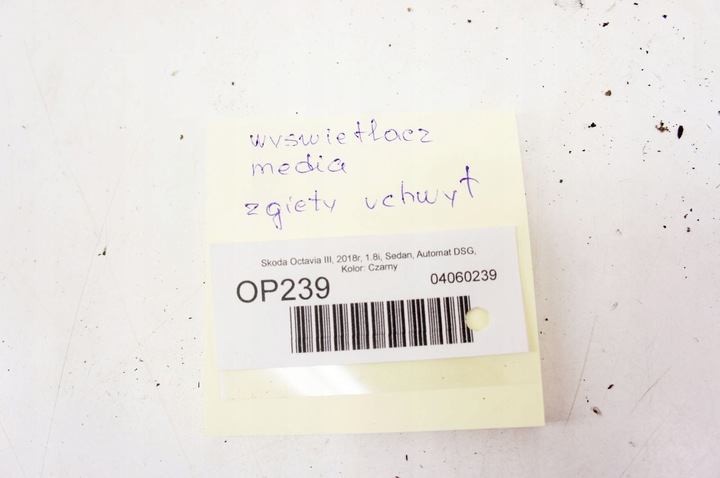 wyswietlacz
media
zgiety uchwyt
Skoda Octavia III, 2018r, 1.8i, Sedan, Automat DSG,
Kolor: Czarny
OP239 04060239